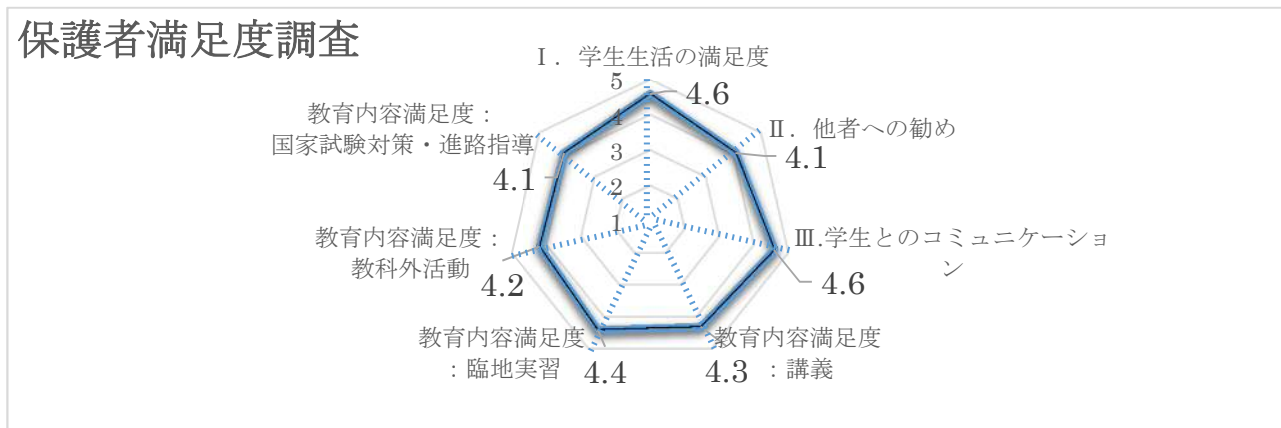 保護者満足度調査
Ⅰ．学生生活の満足度
5
4.6
教育内容満足度：
国家試験対策・進路指導
4
Ⅱ．他者への勧め
4.1
3
4.1
2
1
教育内容満足度：
教科外活動
4.2
Ⅲ.学生とのコミュニケーショ
ン
4.6
教育内容満足度
：臨地実習
4.4
教育内容満足度
：講義
4.3